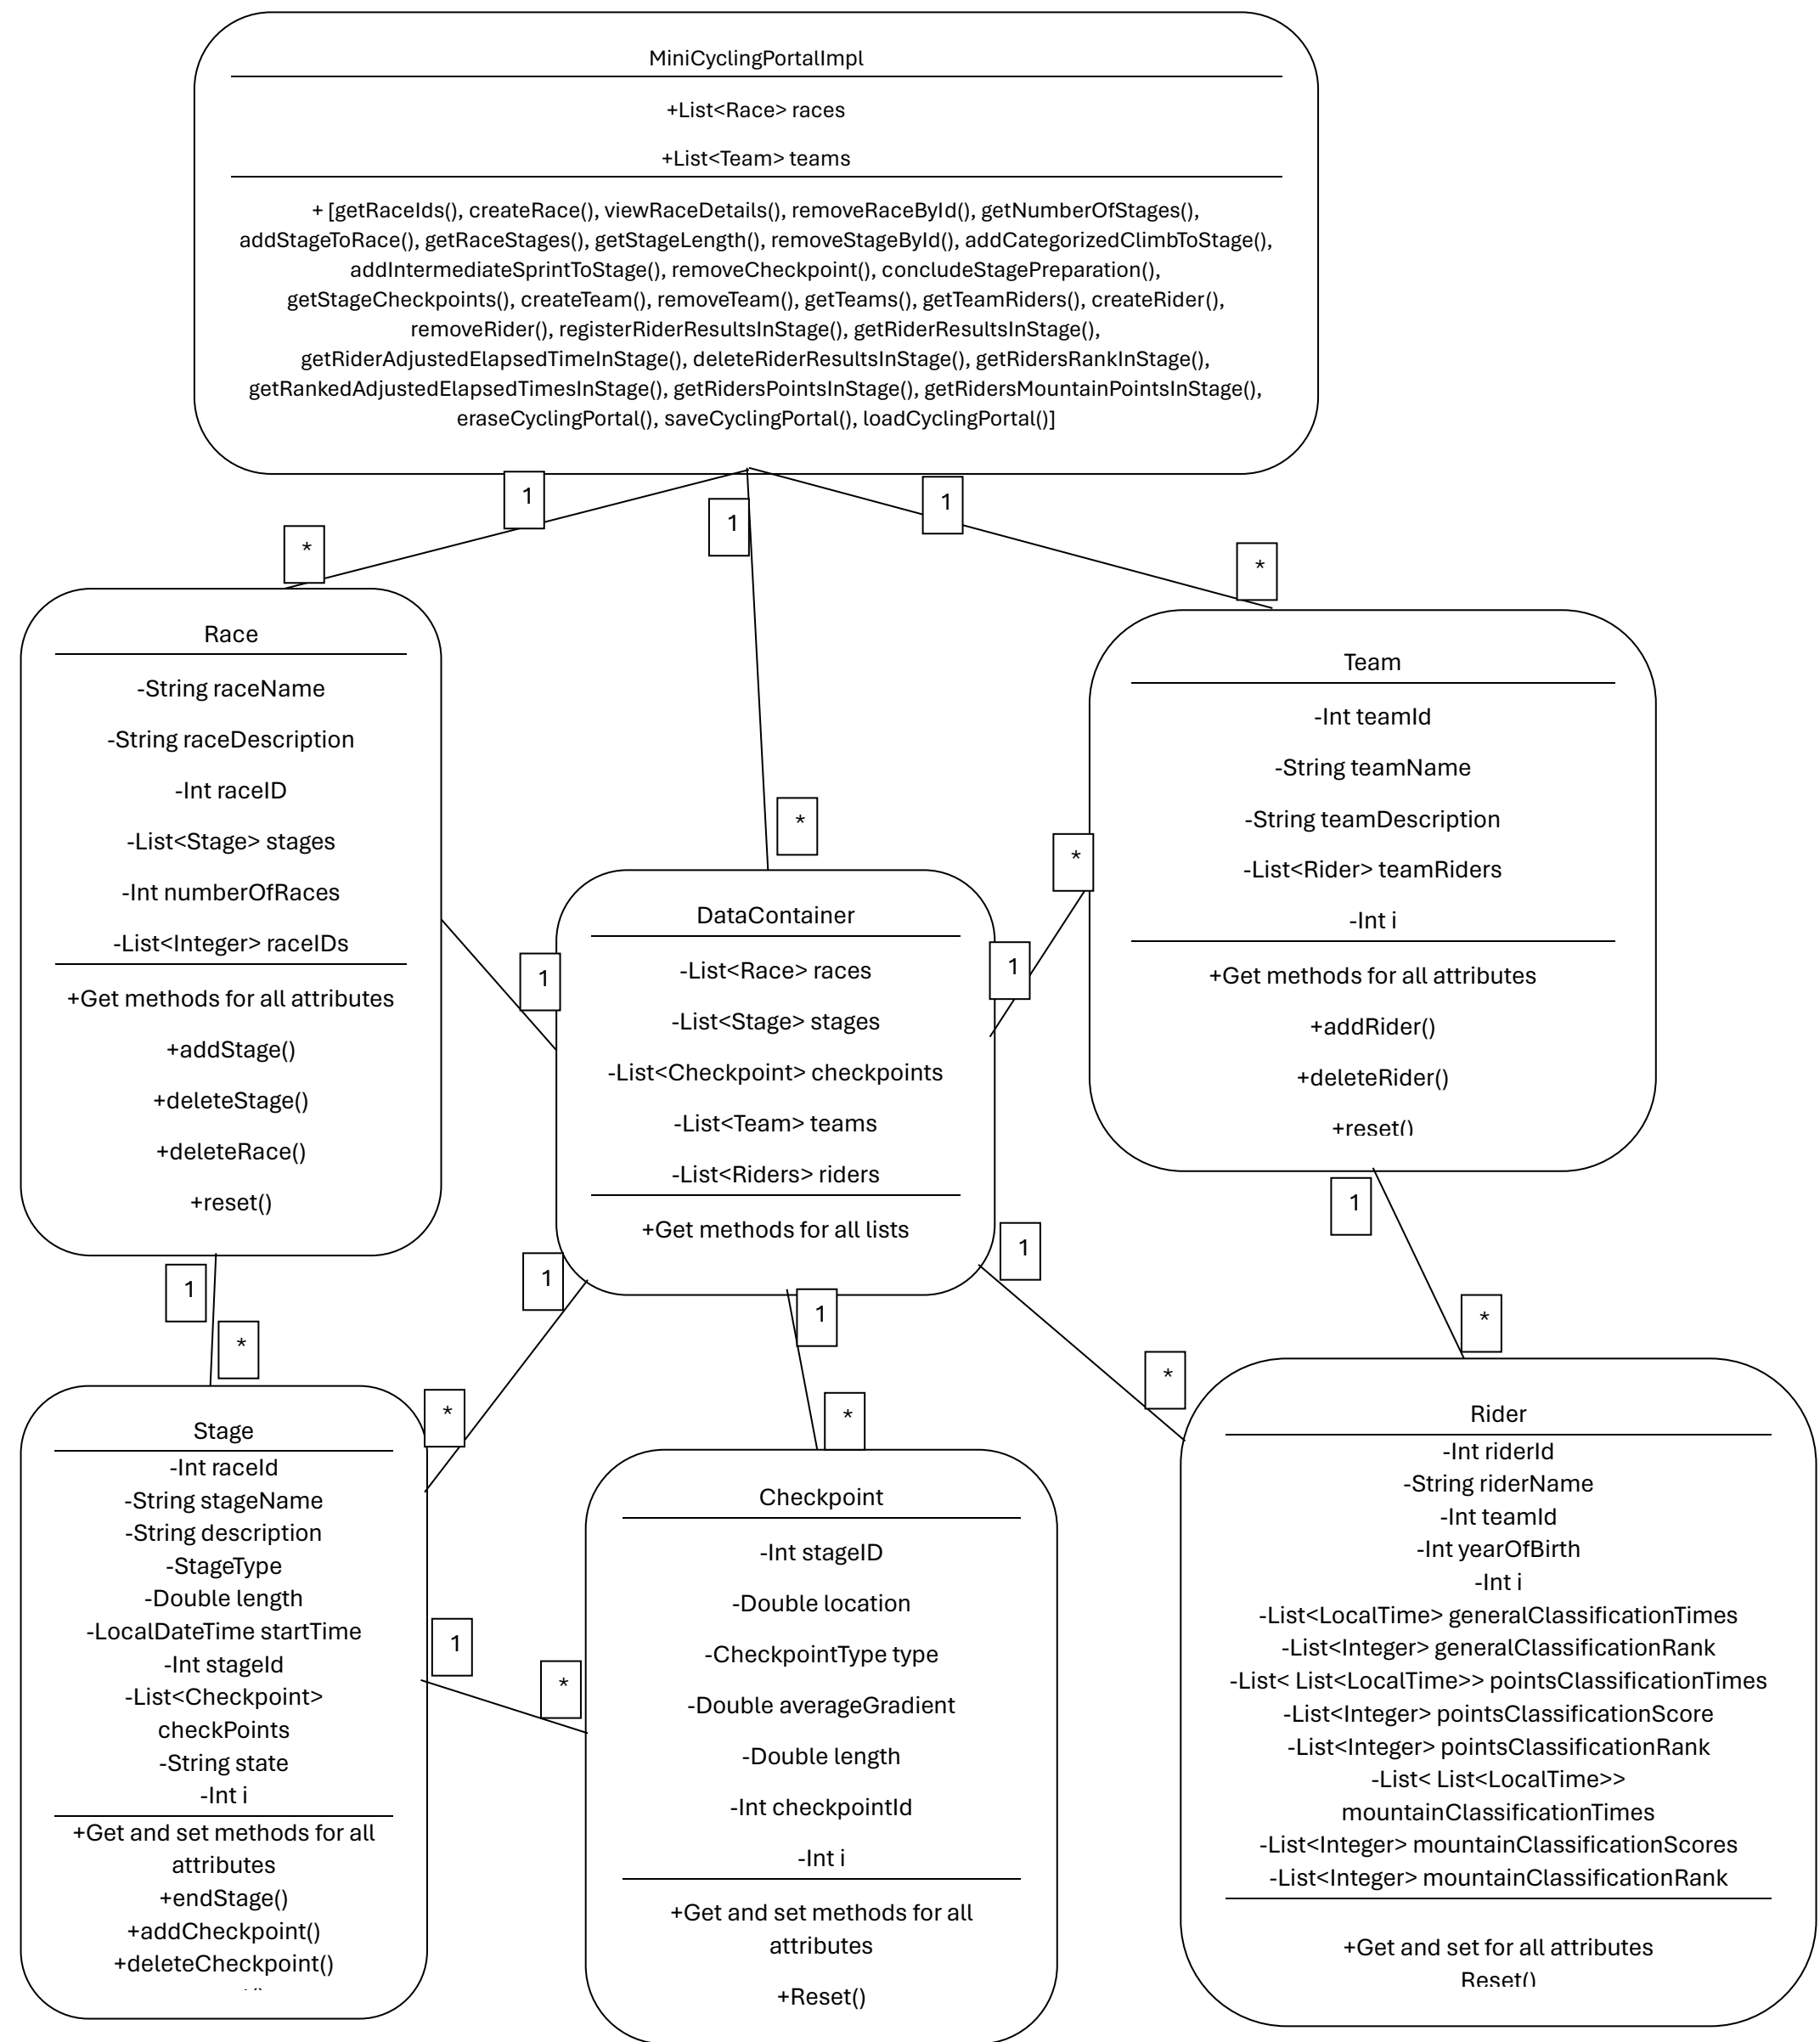 MiniCyclingPortalImpl
+List<Race> races
+List<Team> teams
+ [getRaceIds(), createRace(), viewRaceDetails(), removeRaceById(), getNumberOfStages(),
addStageToRace(), getRaceStages(), getStageLength(), removeStageById(), addCategorizedClimbToStage(),
addIntermediateSprintToStage(), removeCheckpoint(), concludeStagePreparation(),
getStageCheckpoints(), createTeam(), removeTeam(), getTeams(), getTeamRiders(), createRider(),
removeRider(), registerRiderResultsInStage(), getRiderResultsInStage(),
getRiderAdjustedElapsedTimeInStage(), deleteRiderResultsInStage(), getRidersRankInStage(),
getRankedAdjustedElapsedTimesInStage(), getRidersPointsInStage(), getRidersMountainPointsInStage(),
eraseCyclingPortal(), saveCyclingPortal(), loadCyclingPortal()]
1
1
1
*
*
Race
-String raceName
-String raceDescription
-Int raceID
-List<Stage> stages
-Int numberOfRaces
-List<Integer> raceIDs
+Get methods for all attributes
+addStage()
+deleteStage()
+deleteRace()
+reset()
Team
-Int teamId
-String teamName
-String teamDescription
-List<Rider> teamRiders
-Int i
+Get methods for all attributes
+addRider()
+deleteRider()
+reset()
*
*
1
1
DataContainer
-List<Race> races
-List<Stage> stages
-List<Checkpoint> checkpoints
-List<Team> teams
-List<Riders> riders
+Get methods for all lists
1
1
1
1
1
*
*
*
*
*
Stage
-Int raceId
-String stageName
-String description
-StageType
-Double length
-LocalDateTime startTime
-Int stageId
-List<Checkpoint>
checkPoints
-String state
-Int i
+Get and set methods for all
attributes
+endStage()
+addCheckpoint()
+deleteCheckpoint()
1
*
Checkpoint
-Int stageID
-Double location
-CheckpointType type
-Double averageGradient
-Double length
-Int checkpointId
-Int i
+Get and set methods for all
attributes
+Reset()
Rider
-Int riderId
-String riderName
-Int teamId
-Int yearOfBirth
-Int i
-List<LocalTime> generalClassificationTimes
-List<Integer> generalClassificationRank
-List< List<LocalTime>> pointsClassificationTimes
-List<Integer> pointsClassificationScore
-List<Integer> pointsClassificationRank
-List< List<LocalTime>>
mountainClassificationTimes
-List<Integer> mountainClassificationScores
-List<Integer> mountainClassificationRank
+Get and set for all attributes
Reset()